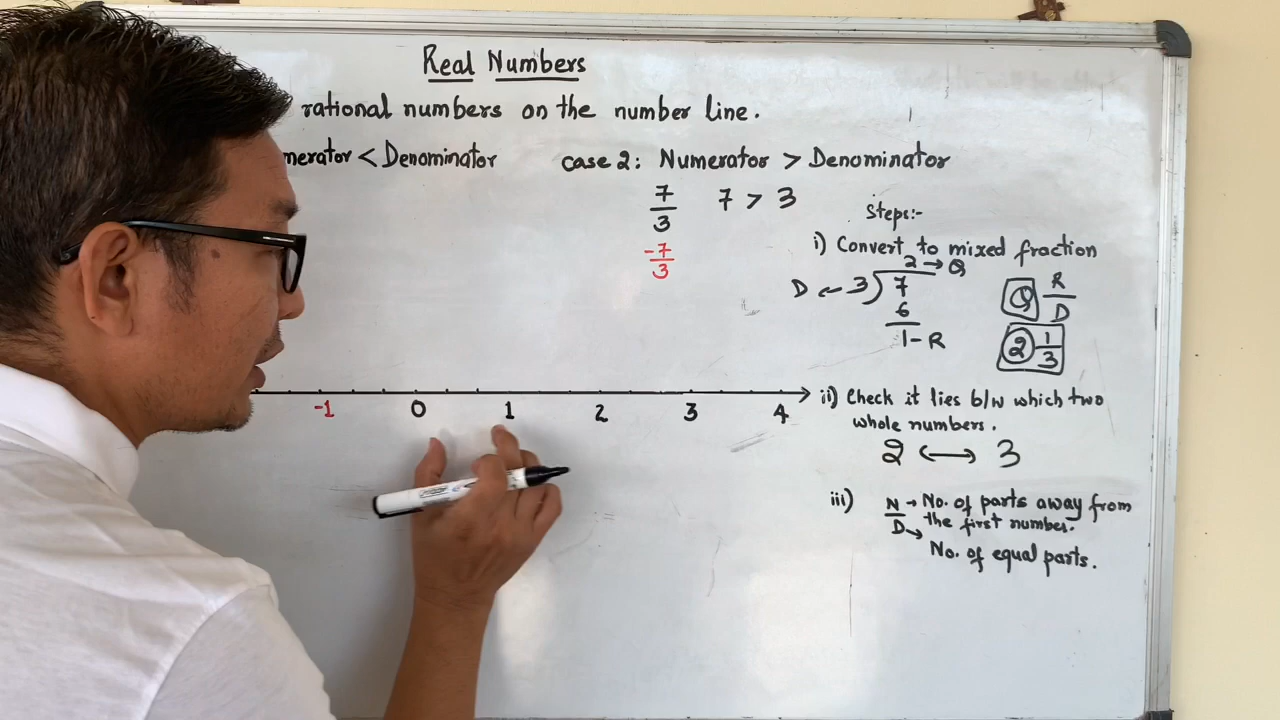 Real Numbers
rational numbers on the number line.
merator < Denominator
case 2: Numerator > Denominator
7/3 7 > 3
-7/3
Steps:-
i) Convert to mixed fraction
2 → Q
D ← 3) 7
6
1 - R
Q R/D
2 1/3
-1 0 1 2 3 4
ii) Check it lies b/w which two
whole numbers.
2 ↔ 3
iii) N/D
N → No. of parts away from
the first number.
D → No. of equal parts.